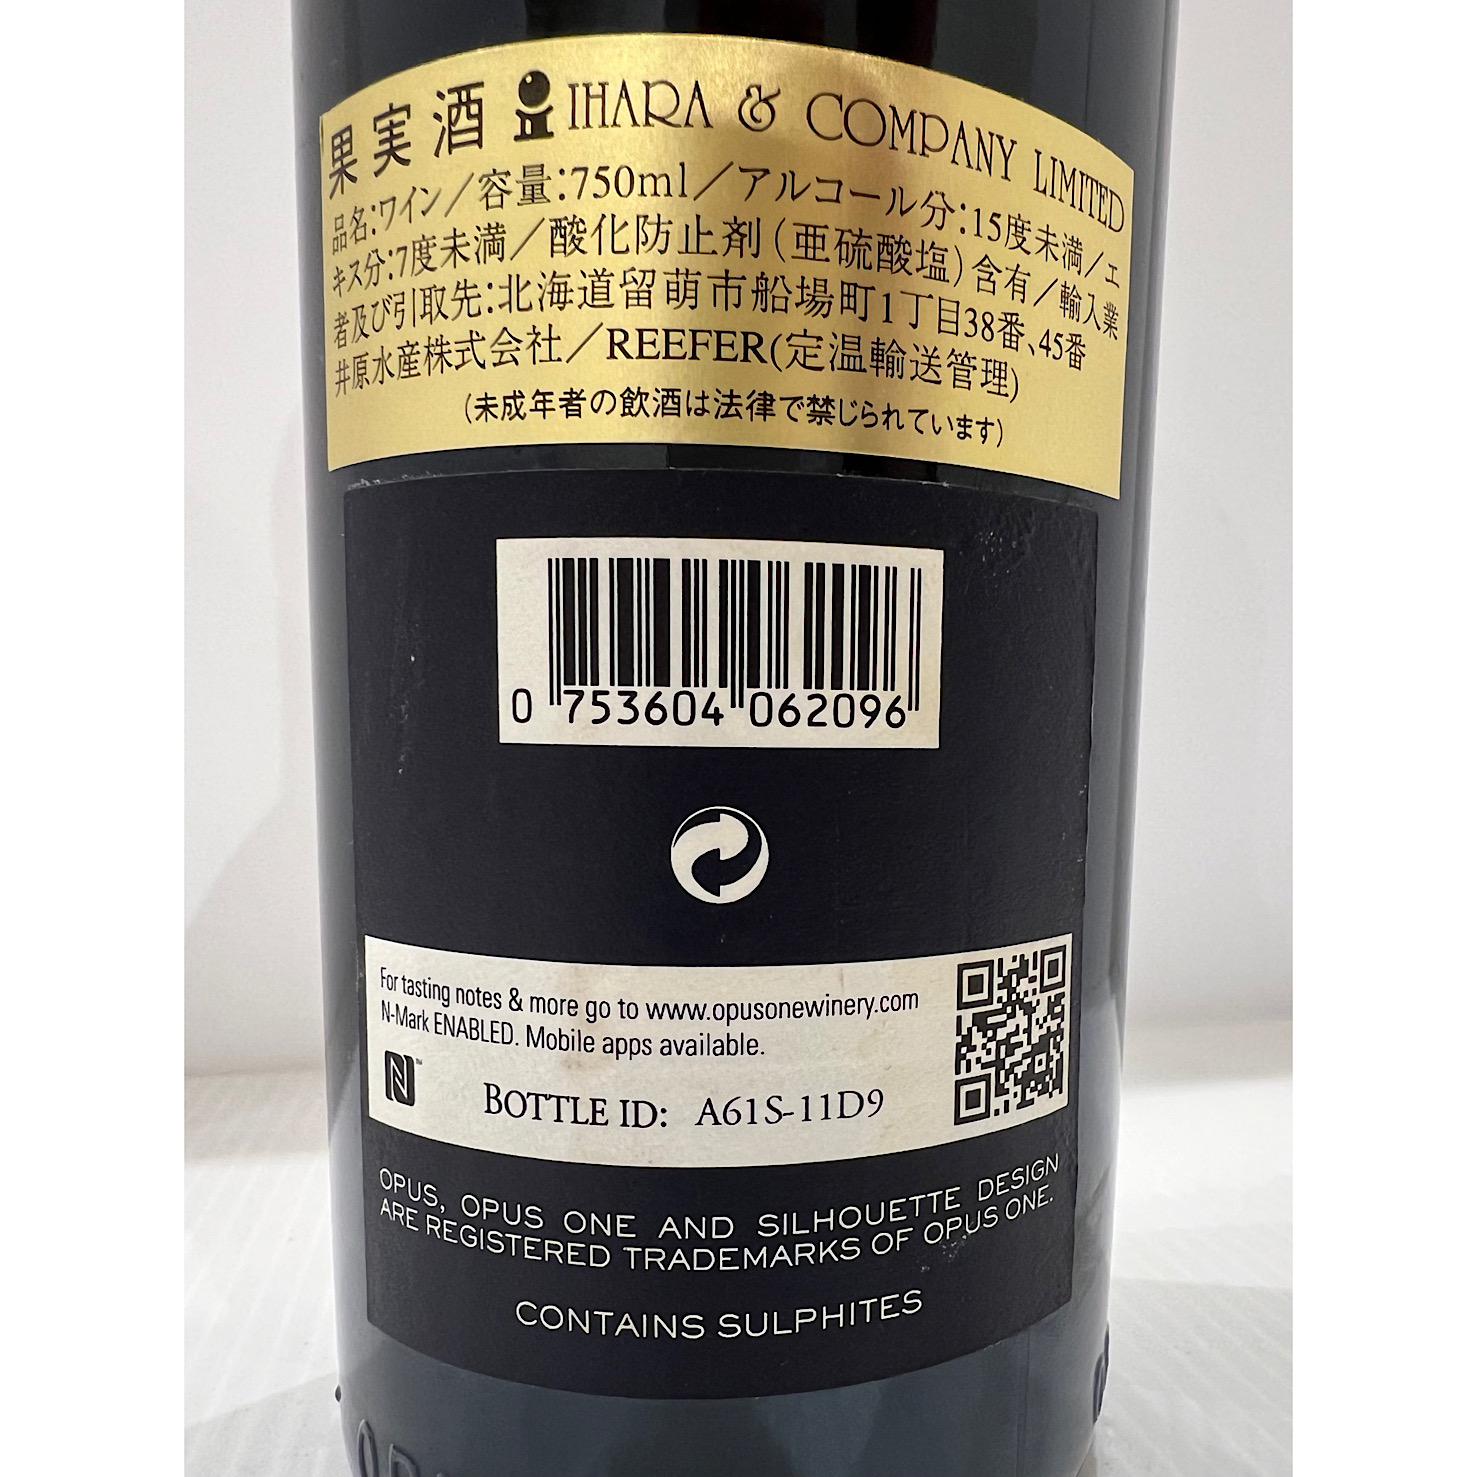 果実酒 IHARA & COMPANY LIMITED
品名:ワイン/容量:750ml/アルコール分:15度未満/エ
キス分:7度未満/酸化防止剤(亜硫酸塩)含有/輸入業
者及び引取先:北海道留萌市船場町1丁目38番、45番
井原水産株式会社/REEFER(定温輸送管理)
(未成年者の飲酒は法律で禁じられています)
0 753604 062096
For tasting notes & more go to www.opusonewinery.com
N-Mark ENABLED. Mobile apps available.
N™ BOTTLE ID: A61S-11D9
OPUS, OPUS ONE AND SILHOUETTE DESIGN
ARE REGISTERED TRADEMARKS OF OPUS ONE.
CONTAINS SULPHITES